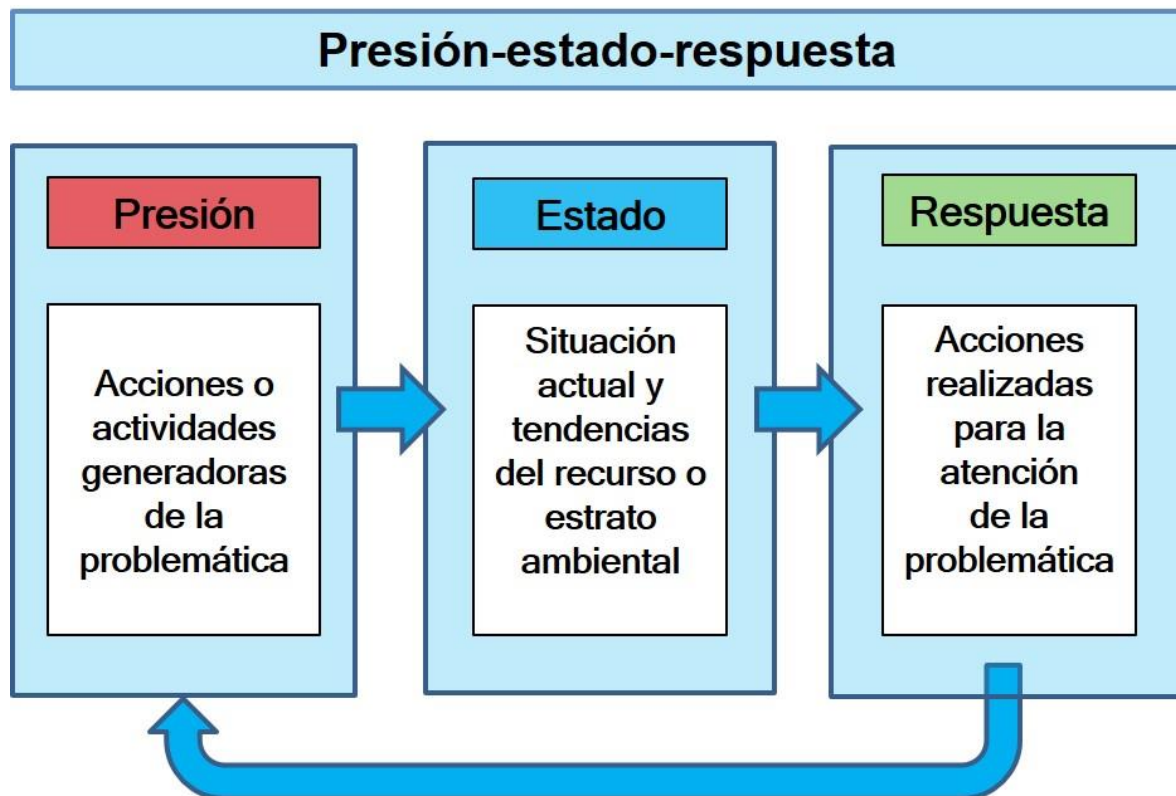 Presión-estado-respuesta
Presión
Acciones o
actividades
generadoras
de la
problemática
Estado
Situación
actual y
tendencias
del recurso o
estrato
ambiental
Respuesta
Acciones
realizadas
para la
atención
de la
problemática